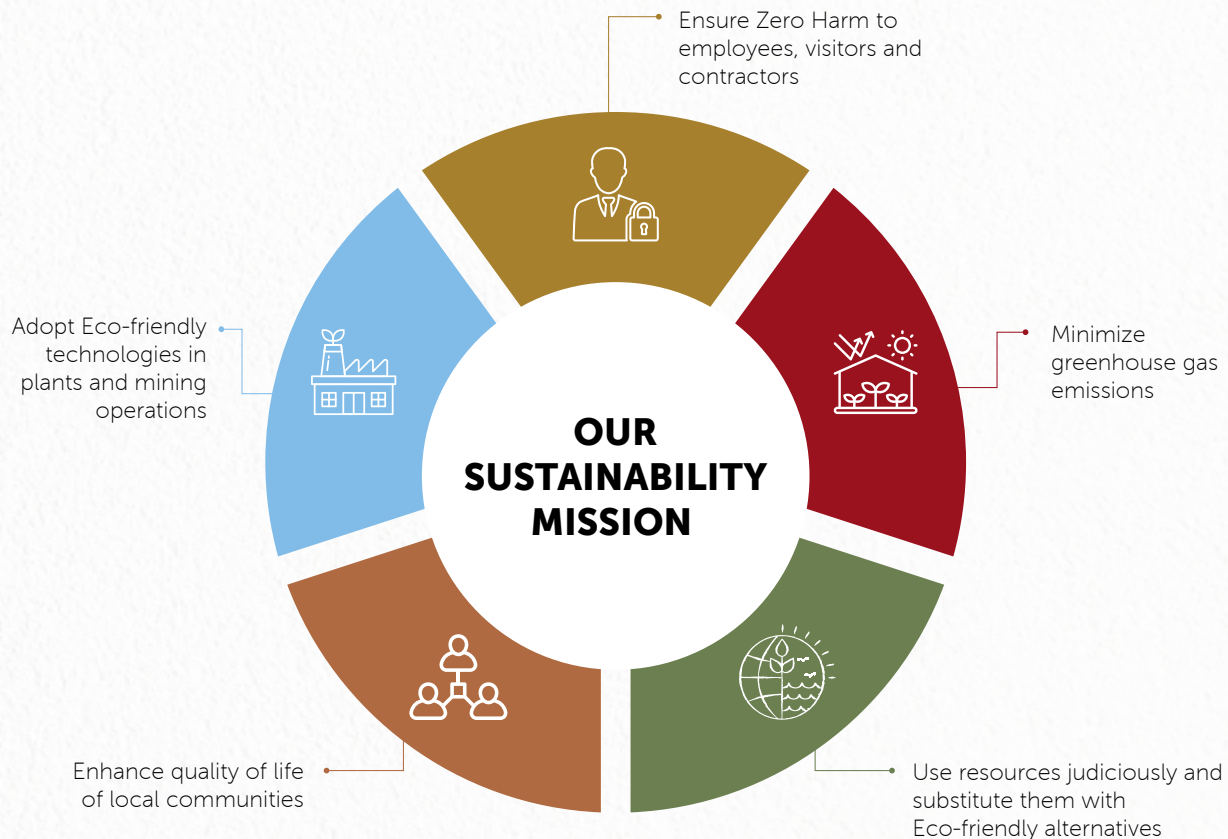 Ensure Zero Harm to
employees, visitors and
contractors
Adopt Eco-friendly
technologies in
plants and mining
operations
Minimize
greenhouse gas
emissions
OUR
SUSTAINABILITY
MISSION
Enhance quality of life
of local communities
Use resources judiciously and
substitute them with
Eco-friendly alternatives